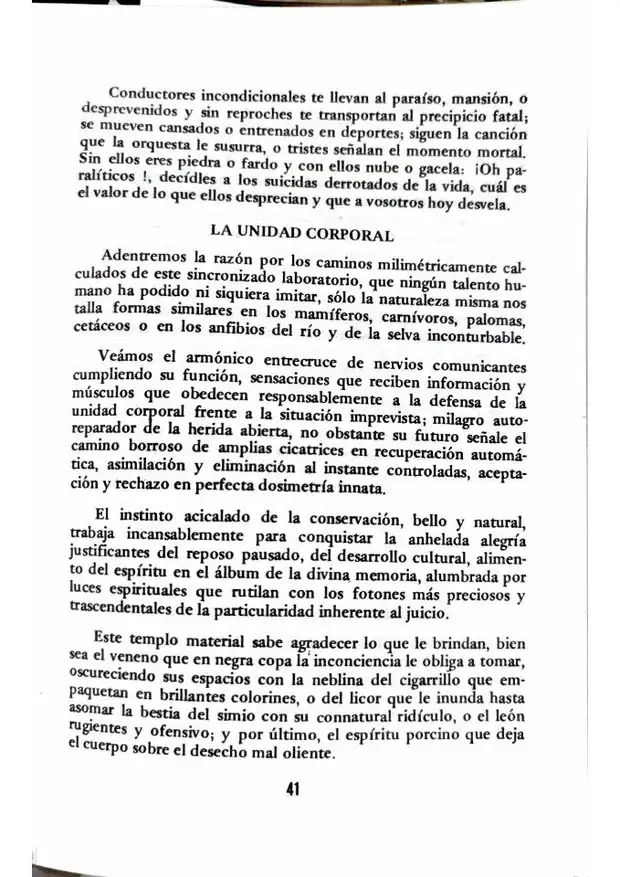 Conductores incondicionales te llevan al paraíso, mansión, o
desprevenidos y sin reproches te transportan al precipicio fatal;
se mueven cansados o entrenados en deportes; siguen la canción
que la orquesta le susurra, o tristes señalan el momento mortal.
Sin ellos eres piedra o fardo y con ellos nube o gacela: ¡Oh pa-
ralíticos !, decídles a los suicidas derrotados de la vida, cuál es
el valor de lo que ellos desprecian y que a vosotros hoy desvela.
LA UNIDAD CORPORAL
Adentremos la razón por los caminos milimétricamente cal-
culados de este sincronizado laboratorio, que ningún talento hu-
mano ha podido ni siquiera imitar, sólo la naturaleza misma nos
talla formas similares en los mamíferos, carnívoros, palomas,
cetáceos o en los anfibios del río y de la selva inconturbable.
Veámos el armónico entrecruce de nervios comunicantes
cumpliendo su función, sensaciones que reciben información y
músculos que obedecen responsablemente a la defensa de la
unidad corporal frente a la situación imprevista; milagro auto-
reparador de la herida abierta, no obstante su futuro señale el
camino borroso de amplias cicatrices en recuperación automá-
tica, asimilación y eliminación al instante controladas, acepta-
ción y rechazo en perfecta dosimetría innata.
El instinto acicalado de la conservación, bello y natural,
trabaja incansablemente para conquistar la anhelada alegría
justificantes del reposo pausado, del desarrollo cultural, alimen-
to del espíritu en el álbum de la divina memoria, alumbrada por
luces espirituales que rutilan con los fotones más preciosos y
trascendentales de la particularidad inherente al juicio.
Este templo material sabe agradecer lo que le brindan, bien
sea el veneno que en negra copa la inconciencia le obliga a tomar,
oscureciendo sus espacios con la neblina del cigarrillo que em-
paquetan en brillantes colorines, o del licor que le inunda hasta
asomar la bestia del simio con su connatural ridículo, o el león
rugientes y ofensivo; y por último, el espíritu porcino que deja
el cuerpo sobre el desecho mal oliente.
41